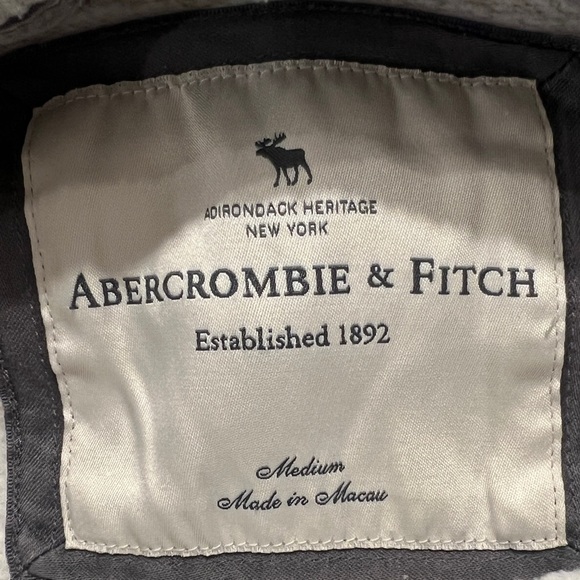 ADIRONDACK HERITAGE
NEW YORK
ABERCROMBIE & FITCH
Established 1892
Medium
Made in Macau